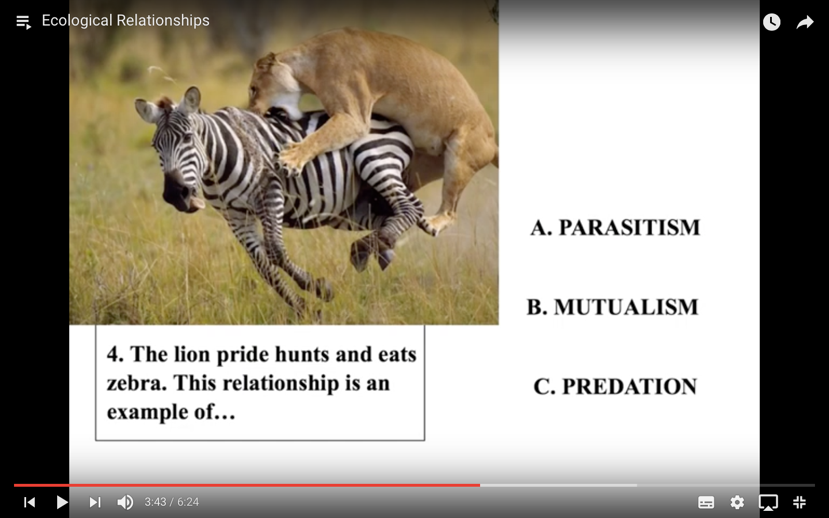 Ecological Relationships
A. PARASITISM
B. MUTUALISM
4. The lion pride hunts and eats
zebra. This relationship is an
example of…
C. PREDATION
3:43 / 6:24